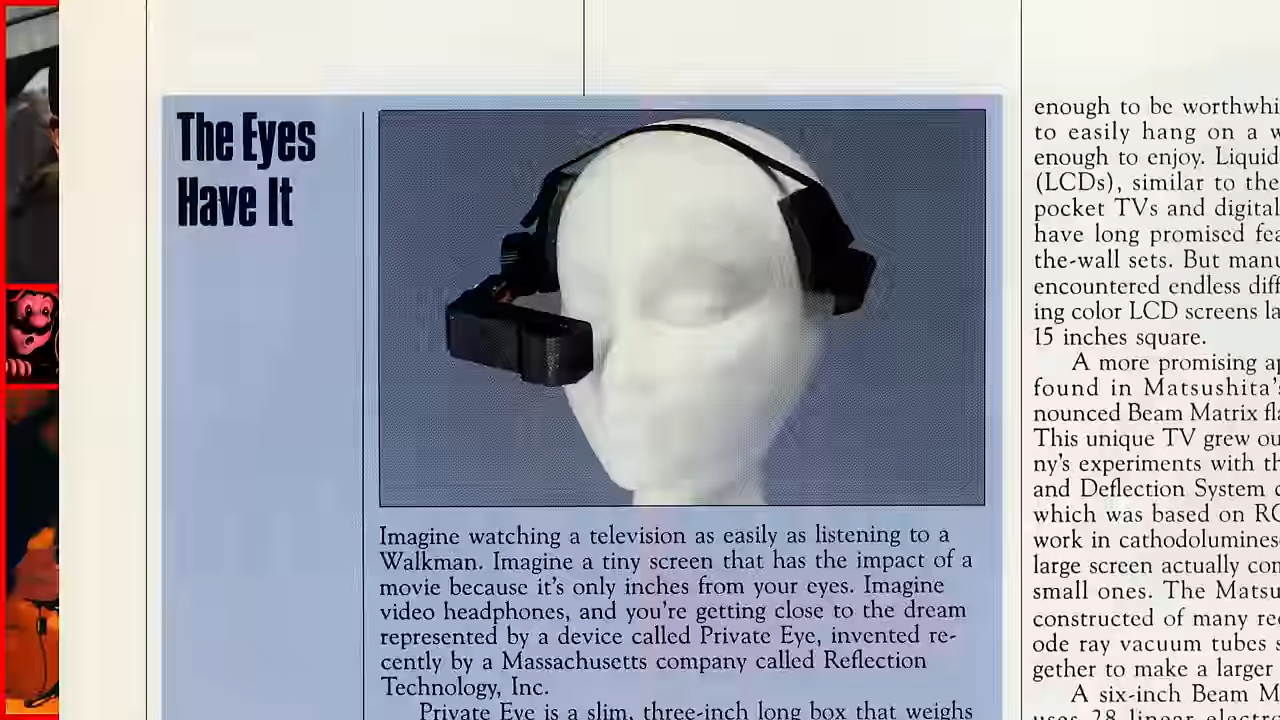 The Eyes
Have It
Imagine watching a television as easily as listening to a
Walkman. Imagine a tiny screen that has the impact of a
movie because it's only inches from your eyes. Imagine
video headphones, and you're getting close to the dream
represented by a device called Private Eye, invented re-
cently by a Massachusetts company called Reflection
Technology, Inc.
Private Eye is a slim, three-inch long box that weighs
enough to be worthwhi
to easily hang on a w
enough to enjoy. Liquid
(LCDs), similar to the
pocket TVs and digital
have long promised fea
the-wall sets. But manu
encountered endless diff
ing color LCD screens la
15 inches square.
A more promising ap
found in Matsushita's
nounced Beam Matrix fla
This unique TV grew ou
ny's experiments with th
and Deflection System
which was based on RC
work in cathodolumines
large screen actually con
small ones. The Matsu
constructed of many rec
ode ray vacuum tubes s
gether to make a larger
A six-inch Beam M
uses 28 linear electr